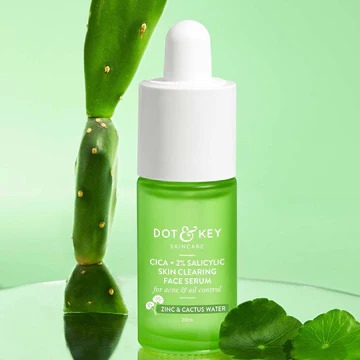 DOT & KEY
SKINCARE
CICA + 2% SALICYLIC
SKIN CLEARING
FACE SERUM
for acne & oil control
ZINC & CACTUS WATER